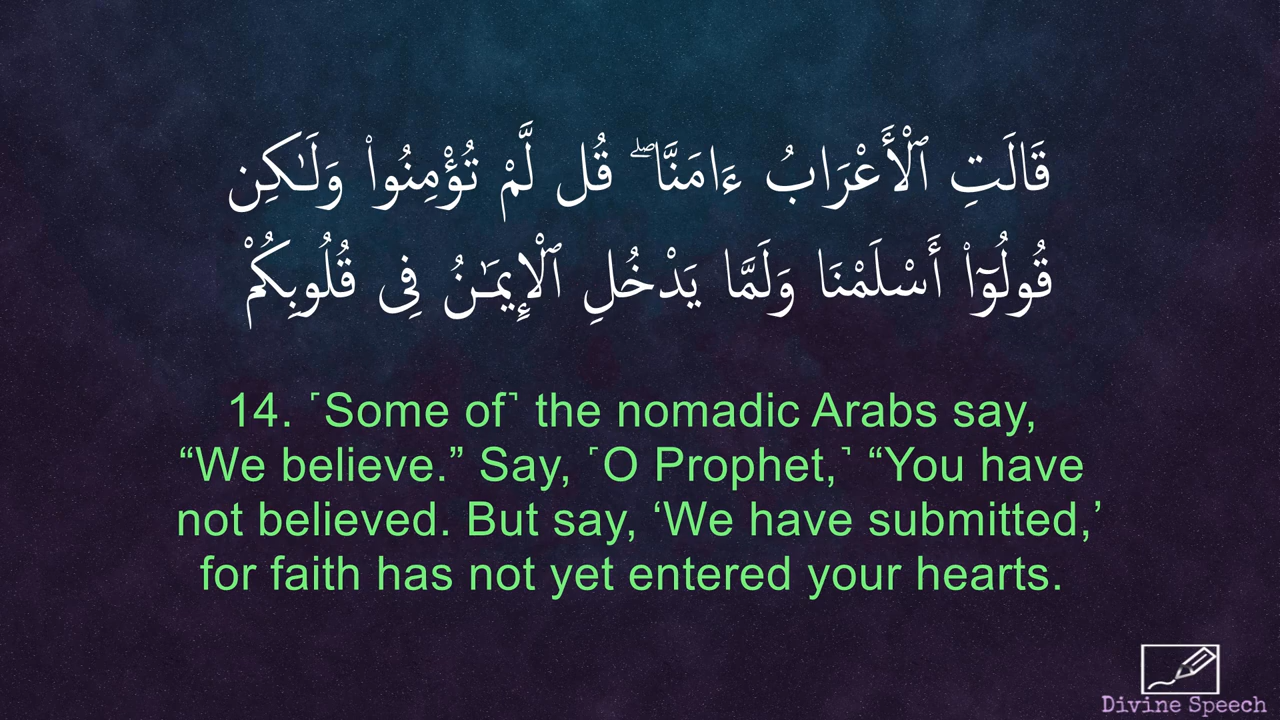 قَالَتِ ٱلْأَعْرَابُ ءَامَنَّا ۖ قُل لَّمْ تُؤْمِنُوا۟ وَلَـٰكِن
قُولُوٓا۟ أَسْلَمْنَا وَلَمَّا يَدْخُلِ ٱلْإِيمَـٰنُ فِى قُلُوبِكُمْ
14. ˹Some of˺ the nomadic Arabs say,
“We believe.” Say, ˹O Prophet,˺ “You have
not believed. But say, ‘We have submitted,’
for faith has not yet entered your hearts.
Divine Speech